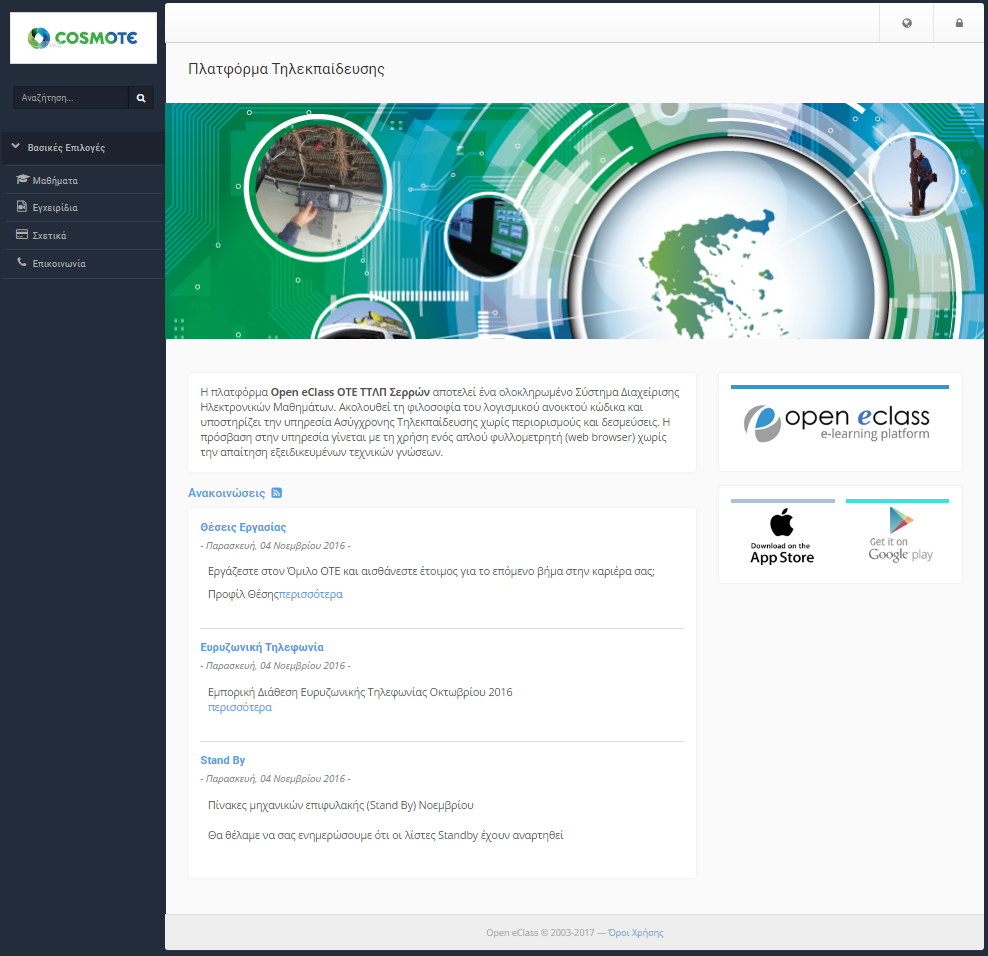 COSMOTE
Πλατφόρμα Τηλεκπαίδευσης
Αναζήτηση...
Βασικές Επιλογές
Μαθήματα
Εγχειρίδια
Σχετικά
Επικοινωνία
Η πλατφόρμα Open eClass ΟΤΕ ΤΤΛΠ Σερρών αποτελεί ένα ολοκληρωμένο Σύστημα Διαχείρισης
Ηλεκτρονικών Μαθημάτων. Ακολουθεί τη φιλοσοφία του λογισμικού ανοικτού κώδικα και
υποστηρίζει την υπηρεσία Ασύγχρονης Τηλεκπαίδευσης χωρίς περιορισμούς και δεσμεύσεις. Η
πρόσβαση στην υπηρεσία γίνεται με τη χρήση ενός απλού φυλλομετρητή (web browser) χωρίς
την απαίτηση εξειδικευμένων τεχνικών γνώσεων.
open eclass
e-learning platform
Ανακοινώσεις
Θέσεις Εργασίας
- Παρασκευή, 04 Νοεμβρίου 2016 -
Εργάζεστε στον Όμιλο ΟΤΕ και αισθάνεστε έτοιμος για το επόμενο βήμα στην καριέρα σας;
Προφίλ Θέσηςπερισσότερα
Download on the
App Store
Get it on
Google play
Ευρυζωνική Τηλεφωνία
- Παρασκευή, 04 Νοεμβρίου 2016 -
Εμπορική Διάθεση Ευρυζωνικής Τηλεφωνίας Οκτωβρίου 2016
περισσότερα
Stand By
- Παρασκευή, 04 Νοεμβρίου 2016 -
Πίνακες μηχανικών επιφυλακής (Stand By) Νοεμβρίου
Θα θέλαμε να σας ενημερώσουμε ότι οι λίστες Standby έχουν αναρτηθεί
Open eClass © 2003-2017 — Όροι Χρήσης